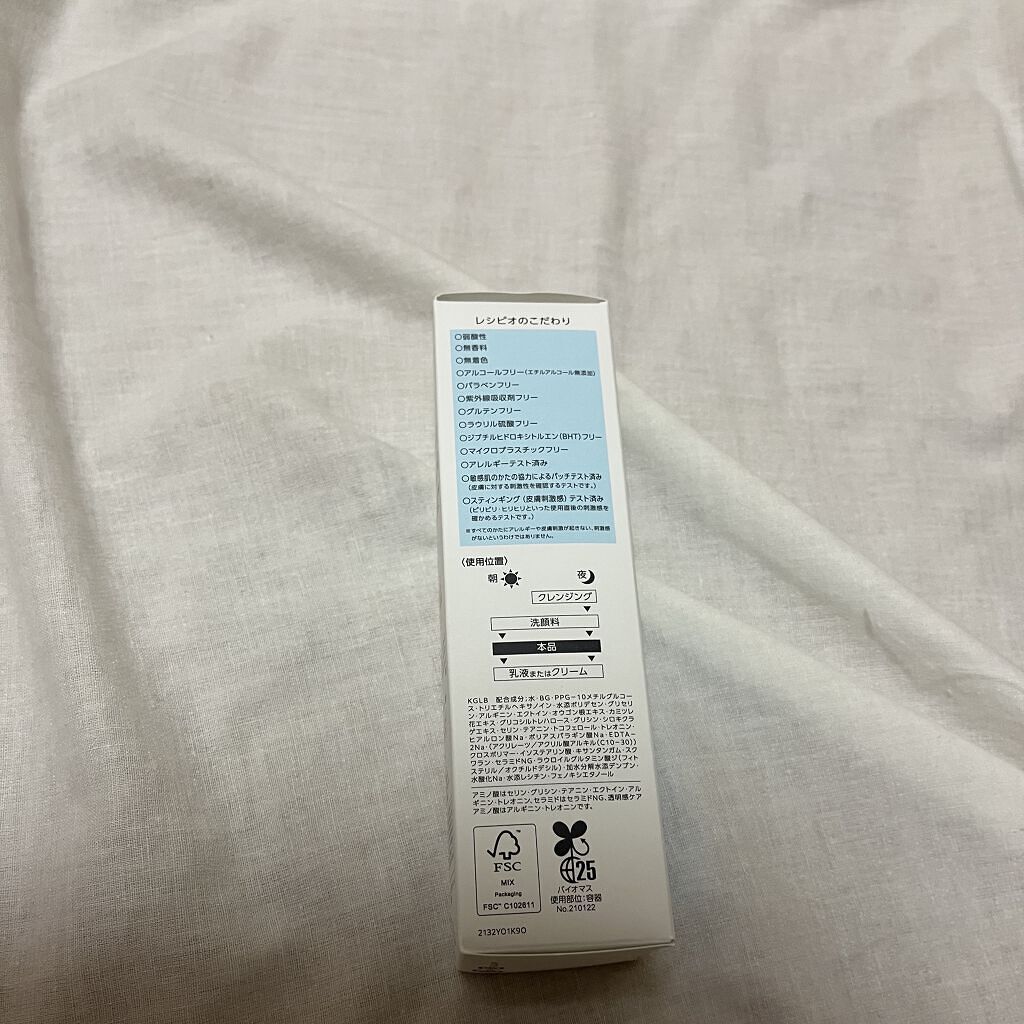 レシピオのこだわり
○弱酸性
○無香料
○無着色
○アルコールフリー(エチルアルコール無添加)
○パラベンフリー
○紫外線吸収剤フリー
○グルテンフリー
○ラウリル硫酸フリー
○ジブチルヒドロキシトルエン(BHT)フリー
○マイクロプラスチックフリー
○アレルギーテスト済み
○敏感肌のかたの協力によるパッチテスト済み
(皮膚に対する刺激性を確認するテストです。)
○スティンギング(皮膚刺激感)テスト済み
(ピリピリ・ヒリヒリといった使用直後の刺激感を
確かめるテストです。)
※すべてのかたにアレルギーや皮膚刺激が起きない、刺激感
がないというわけではありません。
〈使用位置〉
朝 夜
クレンジング
洗顔料
本品
乳液またはクリーム
KGLB 配合成分:水・BG・PPG-10メチルグルコー
ス・トリエチルヘキサノイン・水添ポリデセン・グリセリ
ン・アルギニン・エクトイン・オウゴン根エキス・カミツレ
花エキス・グリコシルトレハロース・グリシン・シロキクラ
ゲエキス・セリン・テアニン・トコフェロール・トレオニン・
ヒアルロン酸Na・ポリアスパラギン酸Na・EDTA-
2Na・(アクリレーツ/アクリル酸アルキル(C10-30))
クロスポリマー・イソステアリン酸・キサンタンガム・スク
ワラン・セラミドNG・ラウロイルグルタミン酸ジ(フィト
ステリル/オクチルドデシル)・加水分解水添デンプン・
水酸化Na・水添レシチン・フェノキシエタノール
アミノ酸はセリン・グリシン・テアニン・エクトイン・アル
ギニン・トレオニン、セラミドはセラミドNG、透明感ケア
アミノ酸はアルギニン・トレオニンです。
FSC
MIX
Packaging
FSC™ C102611
25
バイオマス
使用部位:容器
No.210122
2132Y01K90